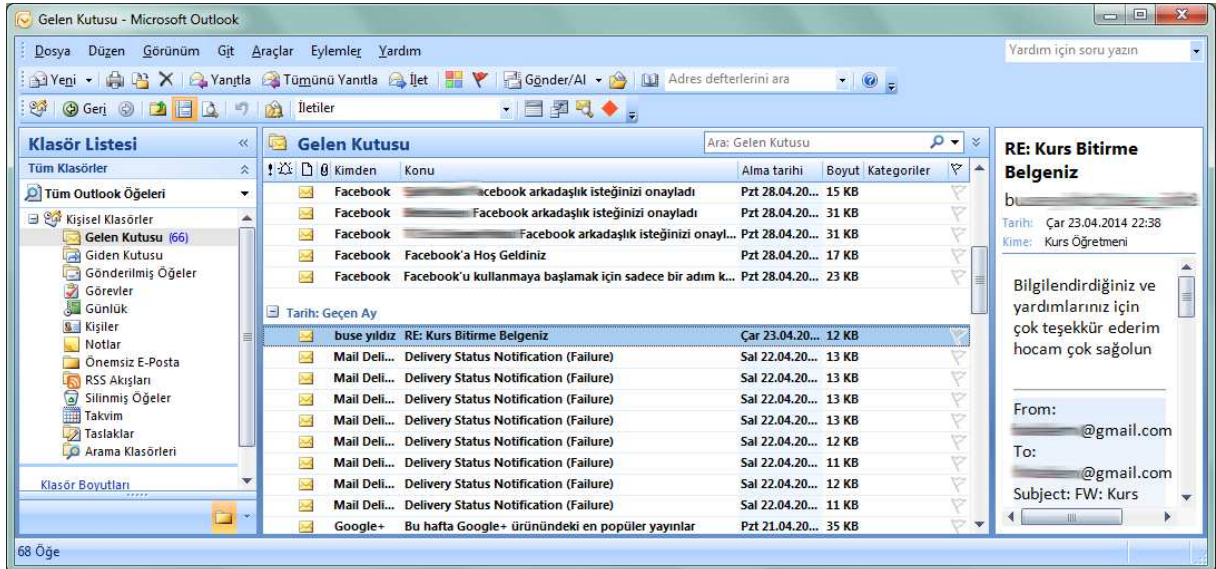 Gelen Kutusu - Microsoft Outlook
Dosya Düzen Görünüm Git Araçlar Eylemler Yardım Yardım için soru yazın
Yeni Yanıtla Tümünü Yanıtla İlet Gönder/Al Adres defterlerini ara
Geri İletiler
Klasör Listesi
Tüm Klasörler
Tüm Outlook Öğeleri
Kişisel Klasörler
Gelen Kutusu (66)
Giden Kutusu
Gönderilmiş Öğeler
Görevler
Günlük
Kişiler
Notlar
Önemsiz E-Posta
RSS Akışları
Silinmiş Öğeler
Takvim
Taslaklar
Arama Klasörleri
Klasör Boyutları
Gelen Kutusu Ara: Gelen Kutusu
Kimden Konu Alma tarihi Boyut Kategoriler
Facebook acebook arkadaşlık isteğinizi onayladı Pzt 28.04.20... 15 KB
Facebook Facebook arkadaşlık isteğinizi onayladı Pzt 28.04.20... 31 KB
Facebook Facebook arkadaşlık isteğinizi onayl... Pzt 28.04.20... 31 KB
Facebook Facebook'a Hoş Geldiniz Pzt 28.04.20... 17 KB
Facebook Facebook'u kullanmaya başlamak için sadece bir adım k... Pzt 28.04.20... 23 KB
Tarih: Geçen Ay
buse yıldız RE: Kurs Bitirme Belgeniz Çar 23.04.20... 12 KB
Mail Deli... Delivery Status Notification (Failure) Sal 22.04.20... 13 KB
Mail Deli... Delivery Status Notification (Failure) Sal 22.04.20... 13 KB
Mail Deli... Delivery Status Notification (Failure) Sal 22.04.20... 13 KB
Mail Deli... Delivery Status Notification (Failure) Sal 22.04.20... 13 KB
Mail Deli... Delivery Status Notification (Failure) Sal 22.04.20... 12 KB
Mail Deli... Delivery Status Notification (Failure) Sal 22.04.20... 11 KB
Mail Deli... Delivery Status Notification (Failure) Sal 22.04.20... 12 KB
Mail Deli... Delivery Status Notification (Failure) Sal 22.04.20... 11 KB
Google+ Bu hafta Google+ ürünündeki en popüler yayınlar Pzt 21.04.20... 35 KB
RE: Kurs Bitirme
Belgeniz
Tarih: Çar 23.04.2014 22:38
Kime: Kurs Öğretmeni
Bilgilendirdiğiniz ve
yardımlarınız için
çok teşekkür ederim
hocam çok sağolun
From:
@gmail.com
To:
@gmail.com
Subject: FW: Kurs
68 Öğe